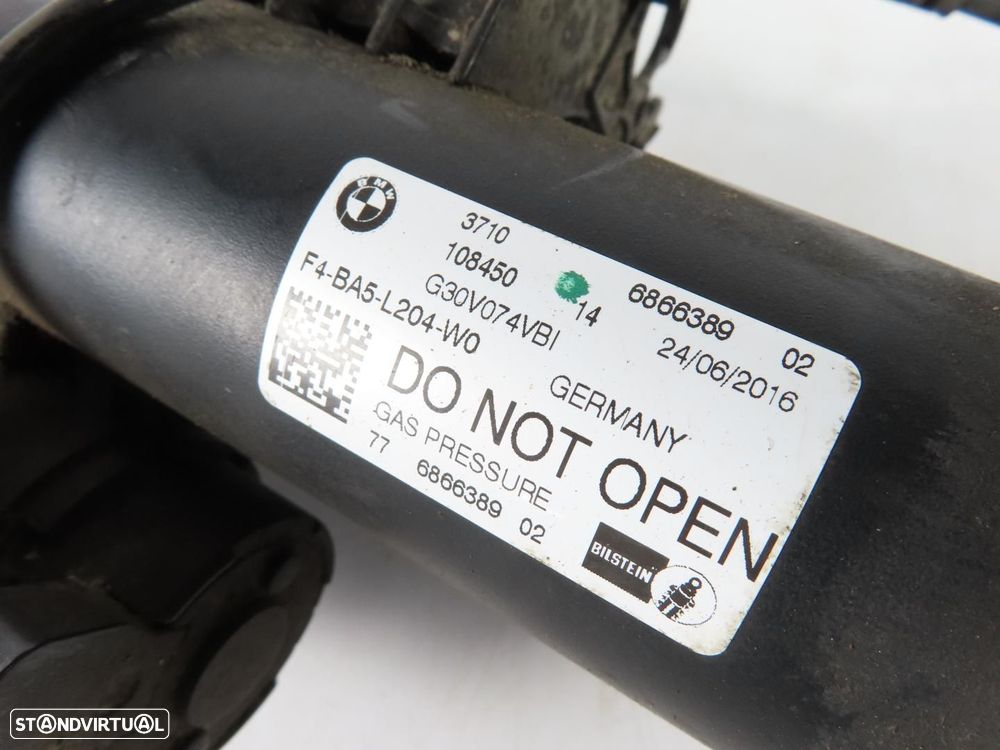 BMW
3710
108450 14 6866389 02
G30V074VBI 24/06/2016
F4-BA5-L204-W0
GERMANY
DO NOT OPEN
GAS PRESSURE
77 6866389 02
BILSTEIN
STANDVIRTUAL